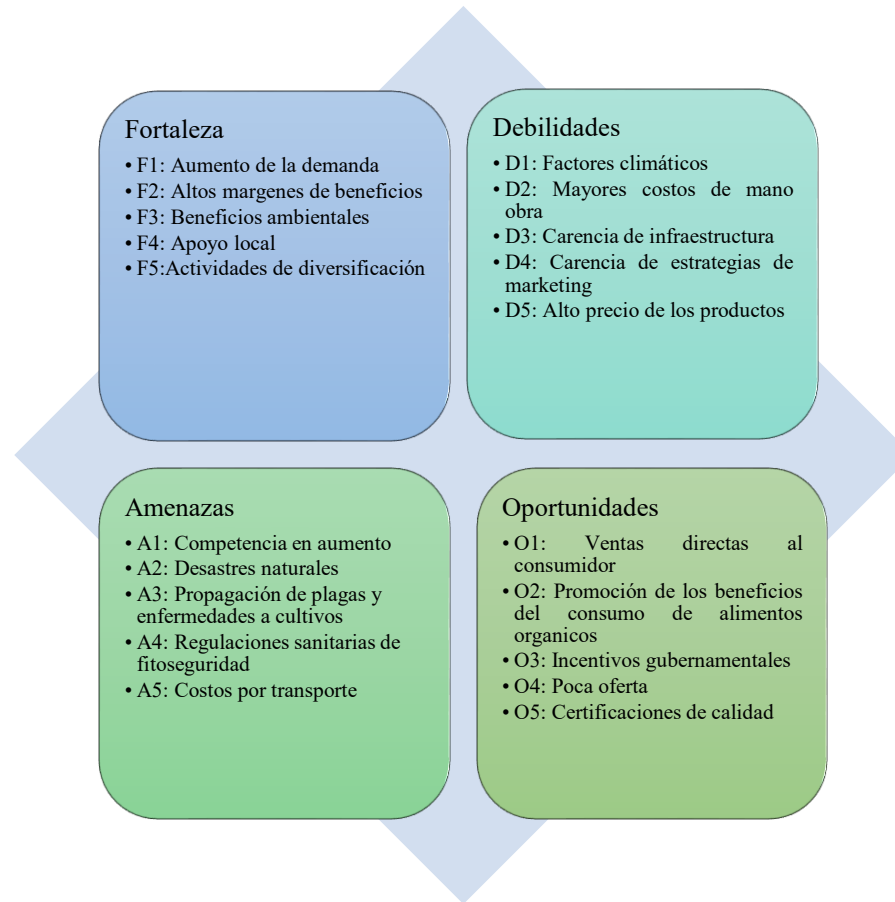 Fortaleza
• F1: Aumento de la demanda
• F2: Altos margenes de beneficios
• F3: Beneficios ambientales
• F4: Apoyo local
• F5:Actividades de diversificación
Debilidades
• D1: Factores climáticos
• D2: Mayores costos de mano
obra
• D3: Carencia de infraestructura
• D4: Carencia de estrategias de
marketing
• D5: Alto precio de los productos
Amenazas
• A1: Competencia en aumento
• A2: Desastres naturales
• A3: Propagación de plagas y
enfermedades a cultivos
• A4: Regulaciones sanitarias de
fitoseguridad
• A5: Costos por transporte
Oportunidades
• O1: Ventas directas al
consumidor
• O2: Promoción de los beneficios
del consumo de alimentos
organicos
• O3: Incentivos gubernamentales
• O4: Poca oferta
• O5: Certificaciones de calidad